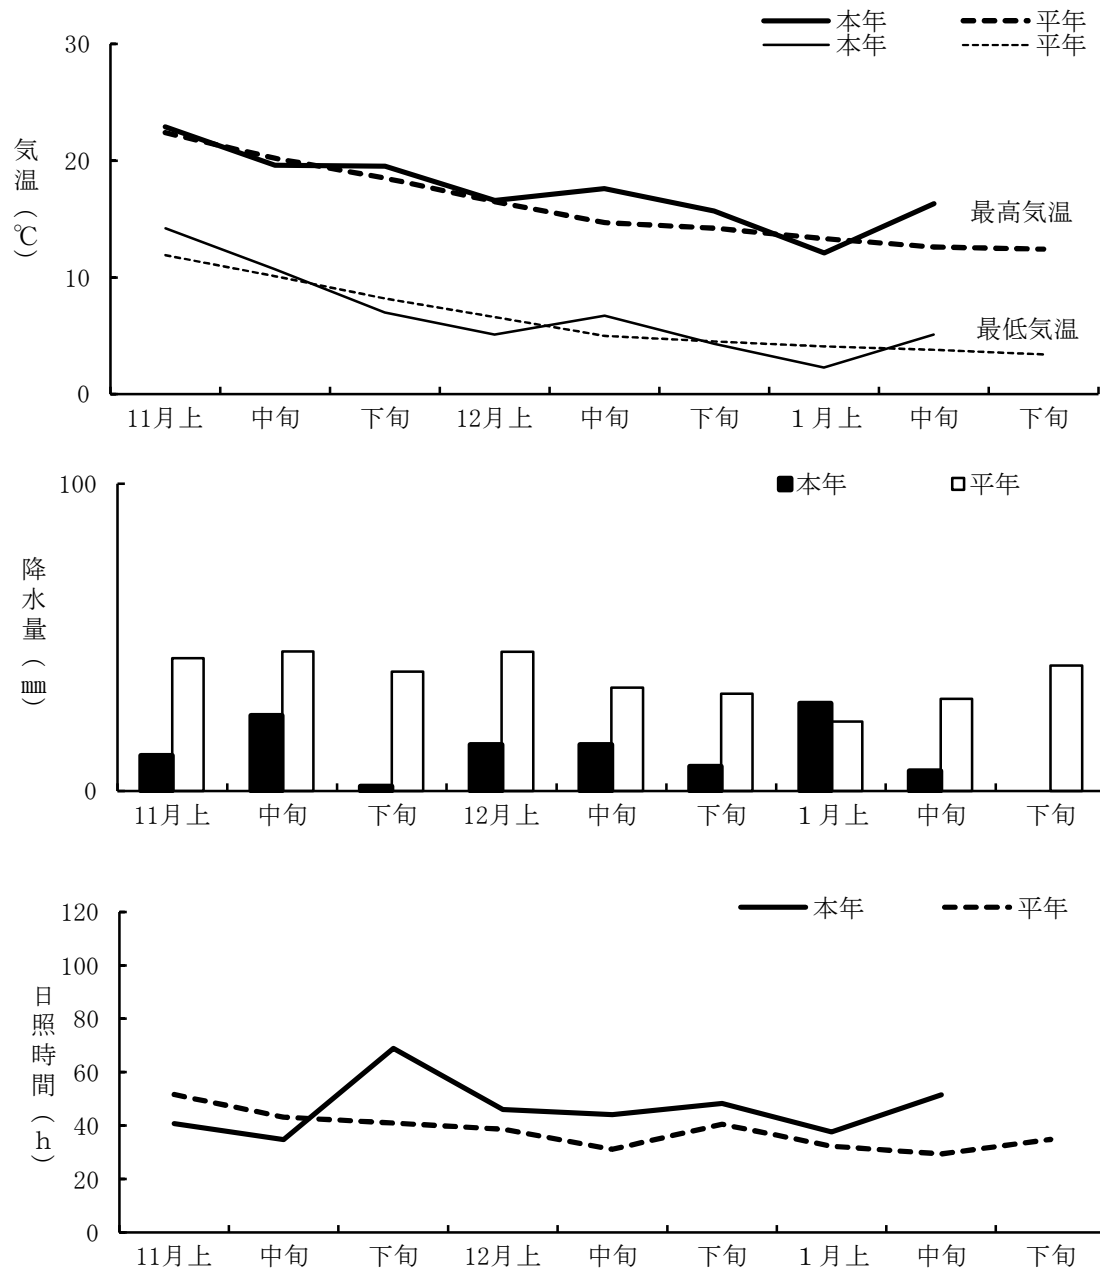 本年 平年
本年 平年
30
20
10
0
気温(℃)
最高気温
最低気温
11月上 中旬 下旬 12月上 中旬 下旬 1月上 中旬 下旬
本年 平年
100
0
降水量(㎜)
11月上 中旬 下旬 12月上 中旬 下旬 1月上 中旬 下旬
本年 平年
120
100
80
60
40
20
0
日照時間(h)
11月上 中旬 下旬 12月上 中旬 下旬 1月上 中旬 下旬